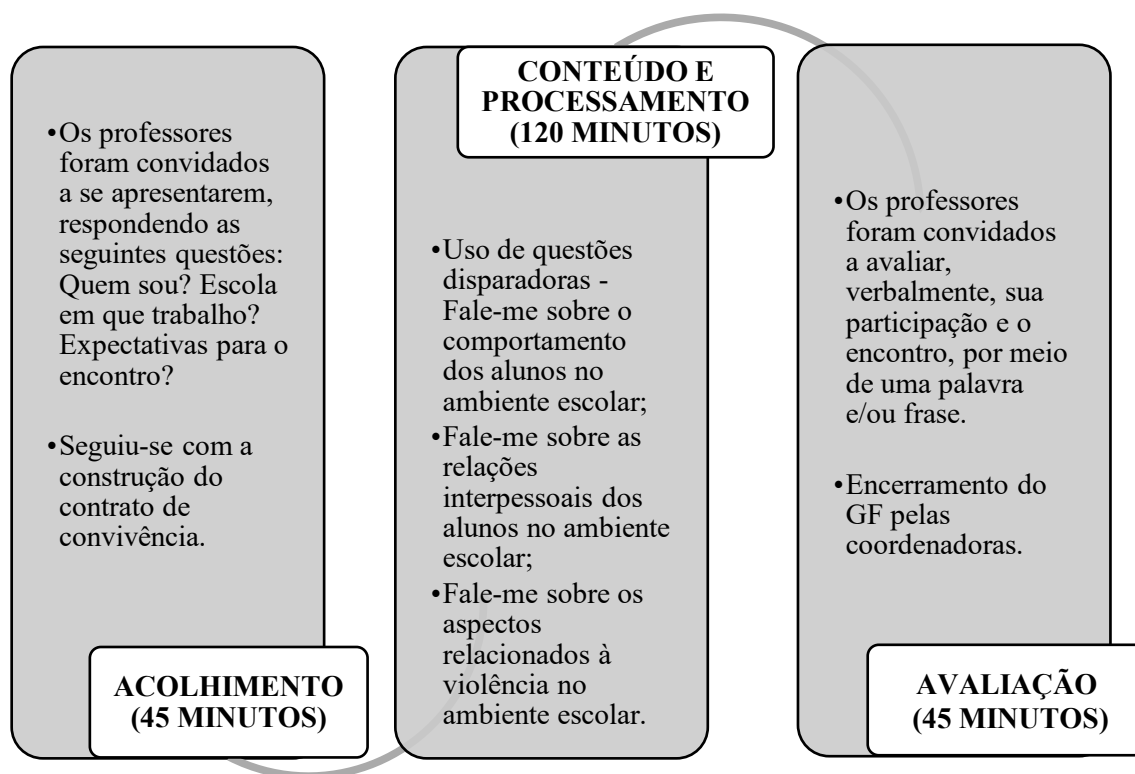 •Os professores
foram convidados
a se apresentarem,
respondendo as
seguintes questões:
Quem sou? Escola
em que trabalho?
Expectativas para o
encontro?
•Seguiu-se com a
construção do
contrato de
convivência.
ACOLHIMENTO
(45 MINUTOS)
CONTEÚDO E
PROCESSAMENTO
(120 MINUTOS)
•Uso de questões
disparadoras -
Fale-me sobre o
comportamento
dos alunos no
ambiente escolar;
•Fale-me sobre as
relações
interpessoais dos
alunos no ambiente
escolar;
•Fale-me sobre os
aspectos
relacionados à
violência no
ambiente escolar.
•Os professores
foram convidados
a avaliar,
verbalmente, sua
participação e o
encontro, por meio
de uma palavra
e/ou frase.
•Encerramento do
GF pelas
coordenadoras.
AVALIAÇÃO
(45 MINUTOS)